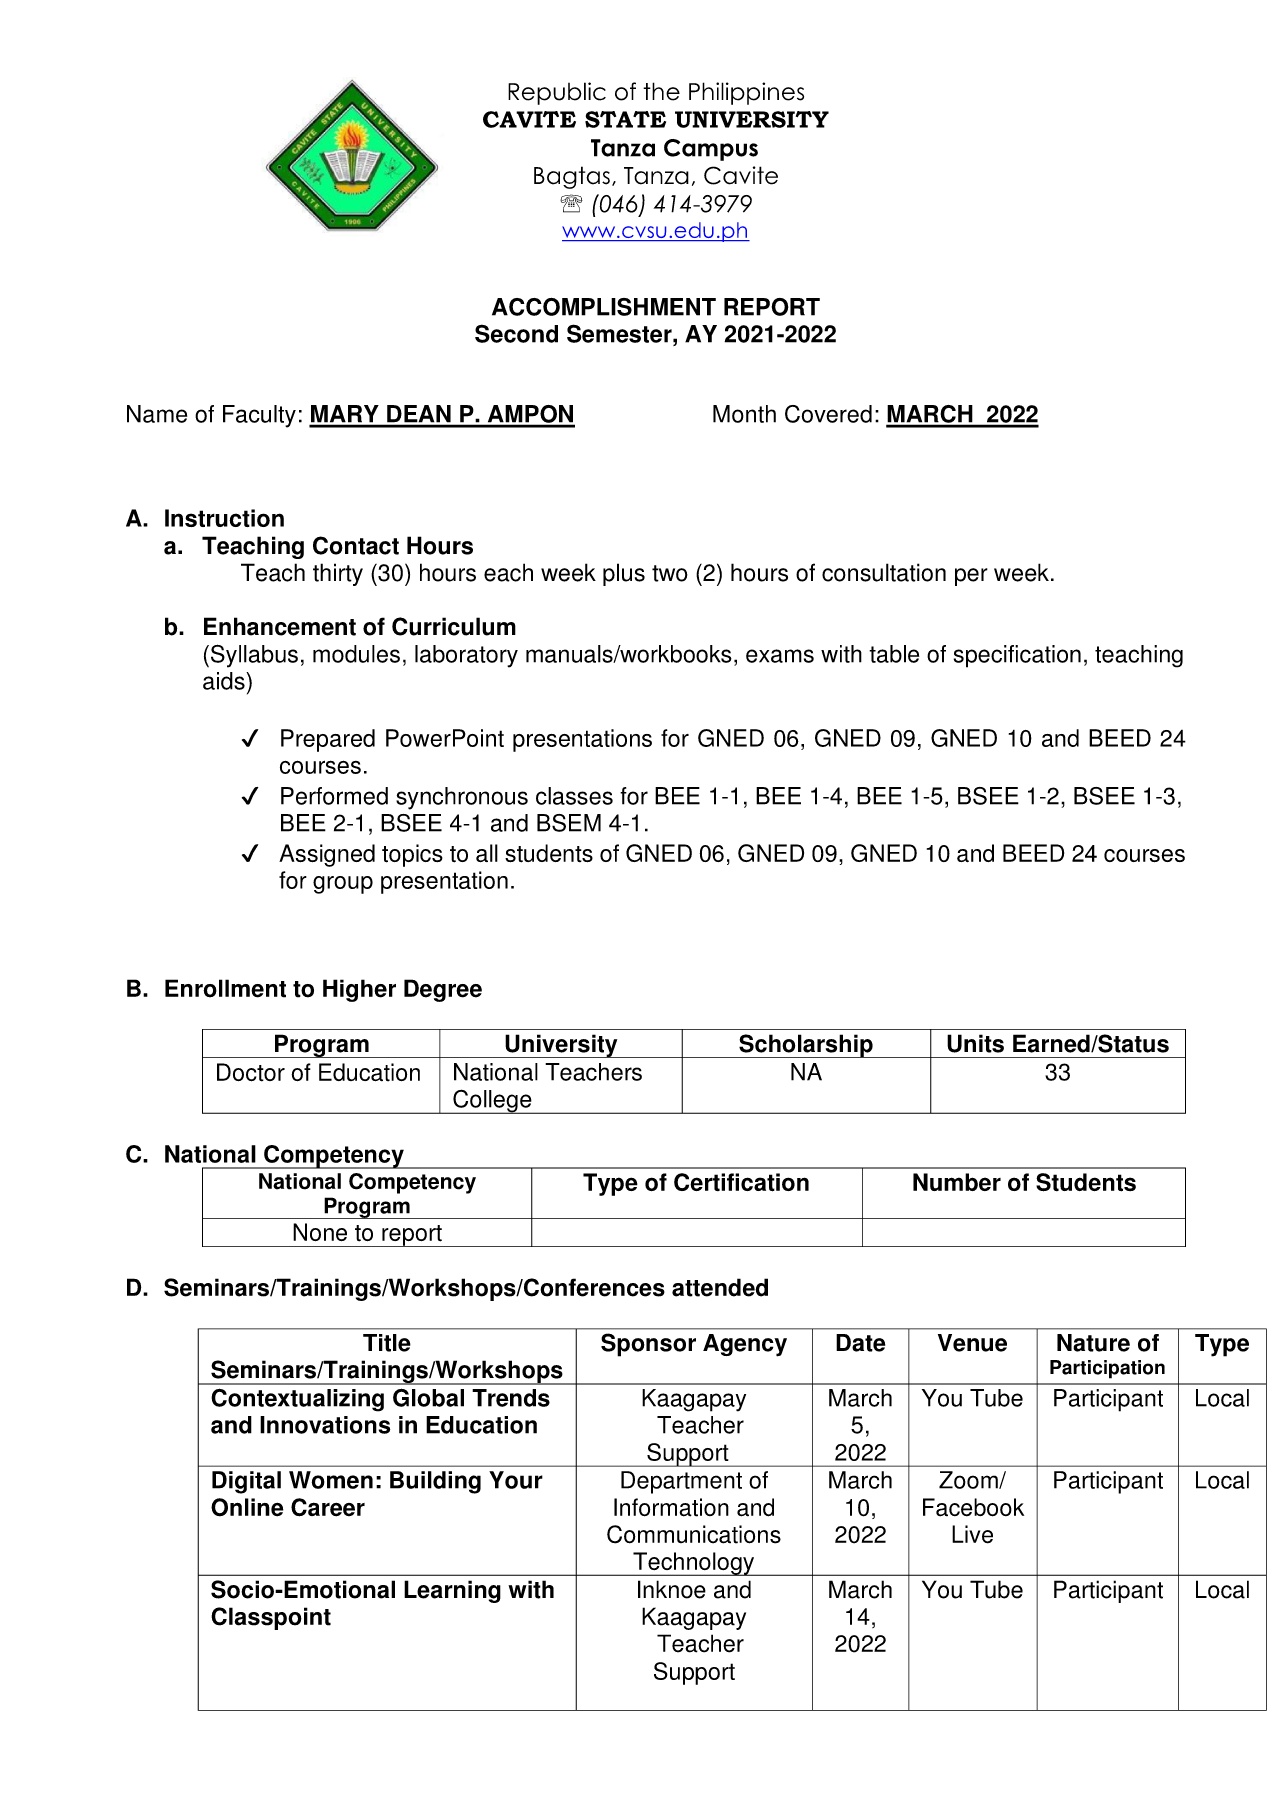 CAVITE STATE UNIVERSITY
CAVITE
PHILIPPINES
1906
Republic of the Philippines
CAVITE STATE UNIVERSITY
Tanza Campus
Bagtas, Tanza, Cavite
☏ (046) 414-3979
www.cvsu.edu.ph
ACCOMPLISHMENT REPORT
Second Semester, AY 2021-2022
Name of Faculty: MARY DEAN P. AMPON Month Covered: MARCH 2022
A. Instruction
a. Teaching Contact Hours
Teach thirty (30) hours each week plus two (2) hours of consultation per week.
b. Enhancement of Curriculum
(Syllabus, modules, laboratory manuals/workbooks, exams with table of specification, teaching
aids)
✓ Prepared PowerPoint presentations for GNED 06, GNED 09, GNED 10 and BEED 24
courses.
✓ Performed synchronous classes for BEE 1-1, BEE 1-4, BEE 1-5, BSEE 1-2, BSEE 1-3,
BEE 2-1, BSEE 4-1 and BSEM 4-1.
✓ Assigned topics to all students of GNED 06, GNED 09, GNED 10 and BEED 24 courses
for group presentation.
B. Enrollment to Higher Degree
Program University Scholarship Units Earned/Status
Doctor of Education National Teachers NA 33
College
C. National Competency
National Competency Type of Certification Number of Students
Program
None to report
D. Seminars/Trainings/Workshops/Conferences attended
Title Sponsor Agency Date Venue Nature of Type
Seminars/Trainings/Workshops Participation
Contextualizing Global Trends Kaagapay March You Tube Participant Local
and Innovations in Education Teacher 5,
Support 2022
Digital Women: Building Your Department of March Zoom/ Participant Local
Online Career Information and 10, Facebook
Communications 2022 Live
Technology
Socio-Emotional Learning with Inknoe and March You Tube Participant Local
Classpoint Kaagapay 14,
Teacher 2022
Support